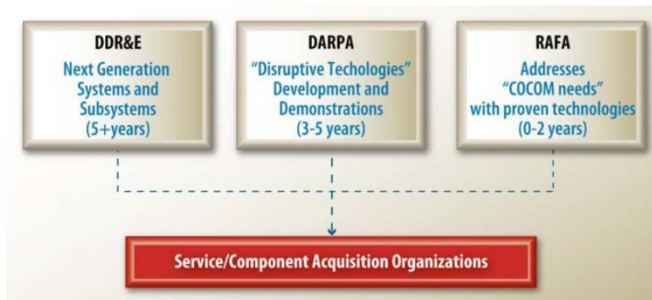 DDR&E
Next Generation
Systems and
Subsystems
(5+years)
DARPA
“Disruptive Techologies”
Development and
Demonstrations
(3-5 years)
RAFA
Addresses
“COCOM needs”
with proven technologies
(0-2 years)
Service/Component Acquisition Organizations